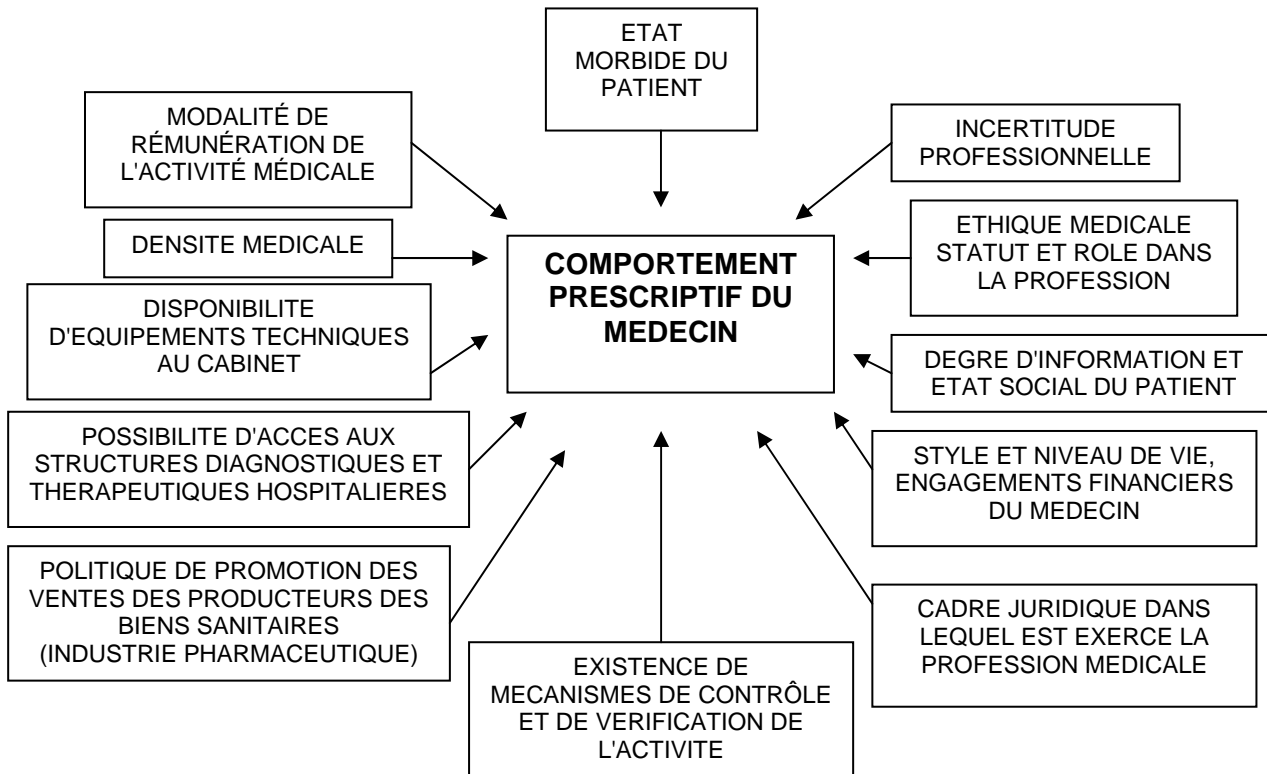 ETAT
MORBIDE DU
PATIENT
MODALITÉ DE
RÉMUNÉRATION DE
L'ACTIVITÉ MÉDICALE
INCERTITUDE
PROFESSIONNELLE
DENSITE MEDICALE
ETHIQUE MEDICALE
STATUT ET ROLE DANS
LA PROFESSION
COMPORTEMENT
PRESCRIPTIF DU
MEDECIN
DISPONIBILITE
D'EQUIPEMENTS TECHNIQUES
AU CABINET
DEGRE D'INFORMATION ET
ETAT SOCIAL DU PATIENT
POSSIBILITE D'ACCES AUX
STRUCTURES DIAGNOSTIQUES ET
THERAPEUTIQUES HOSPITALIERES
STYLE ET NIVEAU DE VIE,
ENGAGEMENTS FINANCIERS
DU MEDECIN
POLITIQUE DE PROMOTION DES
VENTES DES PRODUCTEURS DES
BIENS SANITAIRES
(INDUSTRIE PHARMACEUTIQUE)
CADRE JURIDIQUE DANS
LEQUEL EST EXERCE LA
PROFESSION MEDICALE
EXISTENCE DE
MECANISMES DE CONTRÔLE
ET DE VERIFICATION DE
L'ACTIVITE